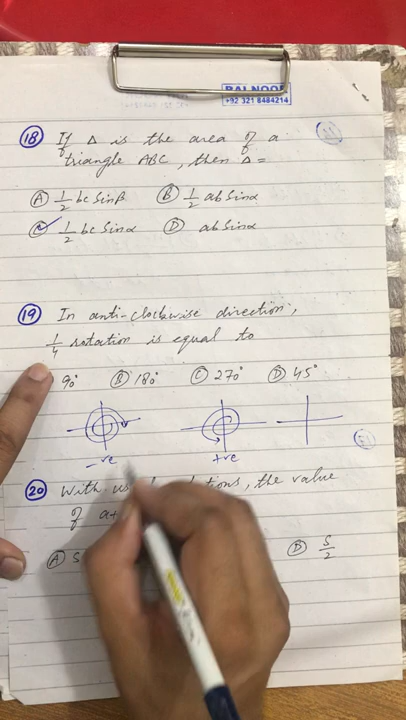 BALNOOR
+92 321 8484214
18 If Δ is the area of a
triangle ABC, then Δ =
A 1/2 bc Sinβ B 1/2 ab Sinα
1/2 bc Sinα D ab Sinα
19 In anti-clockwise direction,
1/4 rotation is equal to
90° B 180° C 270° D 45°
-ve +ve
20 With the value
of
A S D S/2